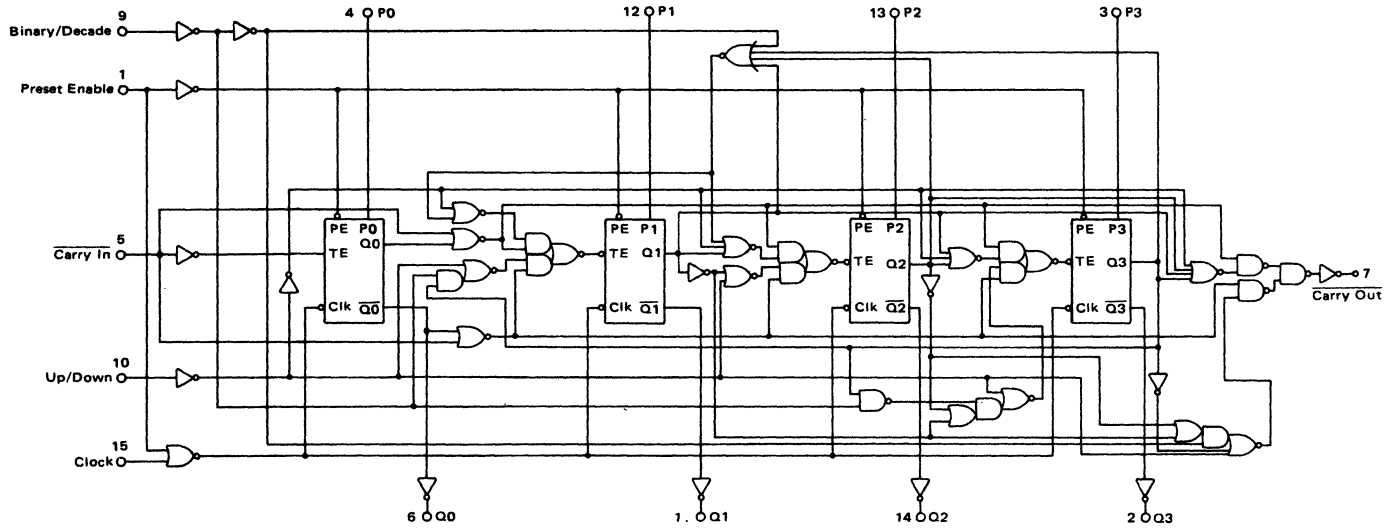 9
Binary/Decade
4 P0
12 P1
13 P2
3 P3
1
Preset Enable
PE P0
Q0
TE
Clk Q0
PE P1
TE Q1
Clk Q1
PE P2
TE Q2
Clk Q2
PE P3
TE Q3
Clk Q3
5
Carry In
7
Carry Out
10
Up/Down
15
Clock
6 Q0
1. Q1
14 Q2
2 Q3